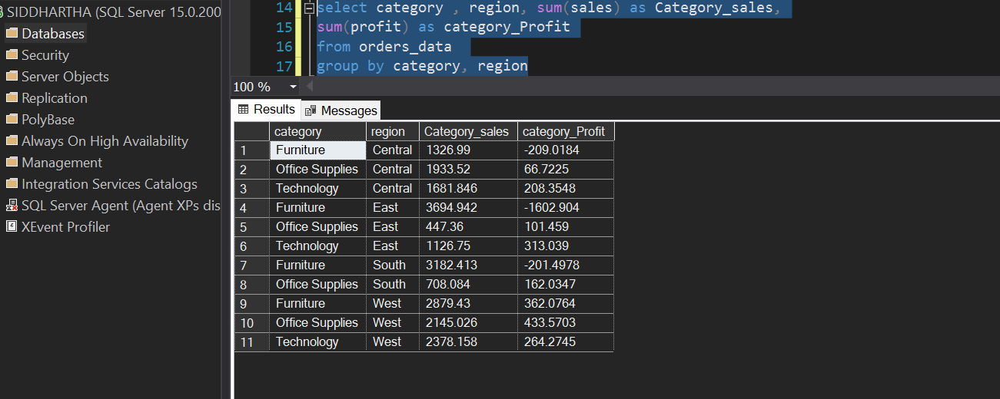 SIDDHARTHA (SQL Server 15.0.200
Databases
Security
Server Objects
Replication
PolyBase
Always On High Availability
Management
Integration Services Catalogs
SQL Server Agent (Agent XPs dis
XEvent Profiler
14 select category , region, sum(sales) as Category_sales,
15 sum(profit) as category_Profit
16 from orders_data
17 group by category, region
100 %
Results Messages
category region Category_sales category_Profit
1 Furniture Central 1326.99 -209.0184
2 Office Supplies Central 1933.52 66.7225
3 Technology Central 1681.846 208.3548
4 Furniture East 3694.942 -1602.904
5 Office Supplies East 447.36 101.459
6 Technology East 1126.75 313.039
7 Furniture South 3182.413 -201.4978
8 Office Supplies South 708.084 162.0347
9 Furniture West 2879.43 362.0764
10 Office Supplies West 2145.026 433.5703
11 Technology West 2378.158 264.2745